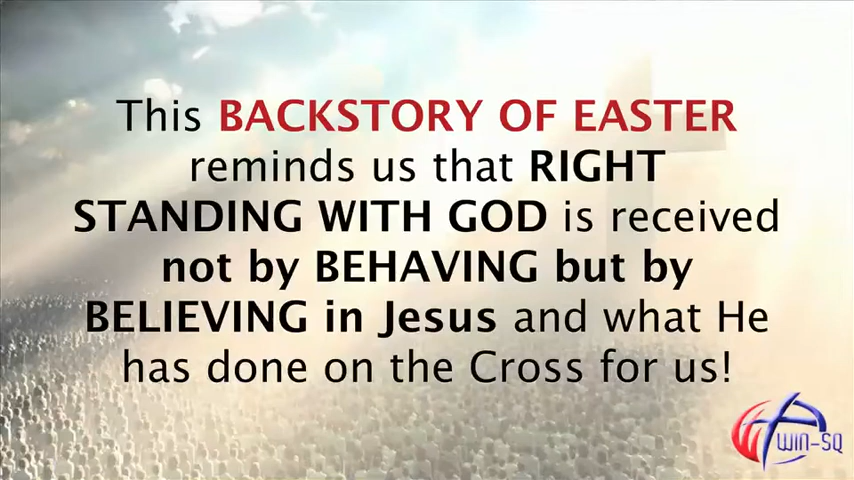 This BACKSTORY OF EASTER
reminds us that RIGHT
STANDING WITH GOD is received
not by BEHAVING but by
BELIEVING in Jesus and what He
has done on the Cross for us!
WIN-SQ